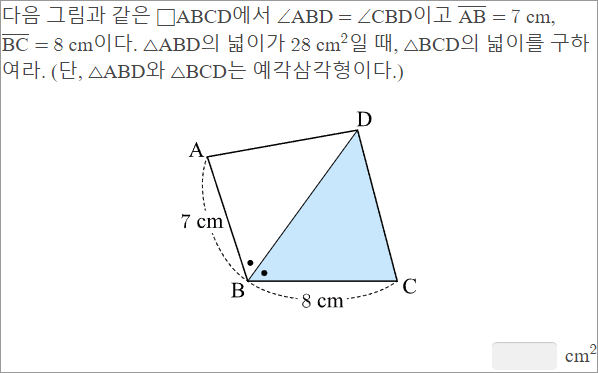 다음 그림과 같은 □ABCD에서 ∠ABD = ∠CBD이고 A̅B̅ = 7 cm,
B̅C̅ = 8 cm이다. △ABD의 넓이가 28 cm²일 때, △BCD의 넓이를 구하
여라. (단, △ABD와 △BCD는 예각삼각형이다.)
D
A
7 cm
B
8 cm
C
cm²